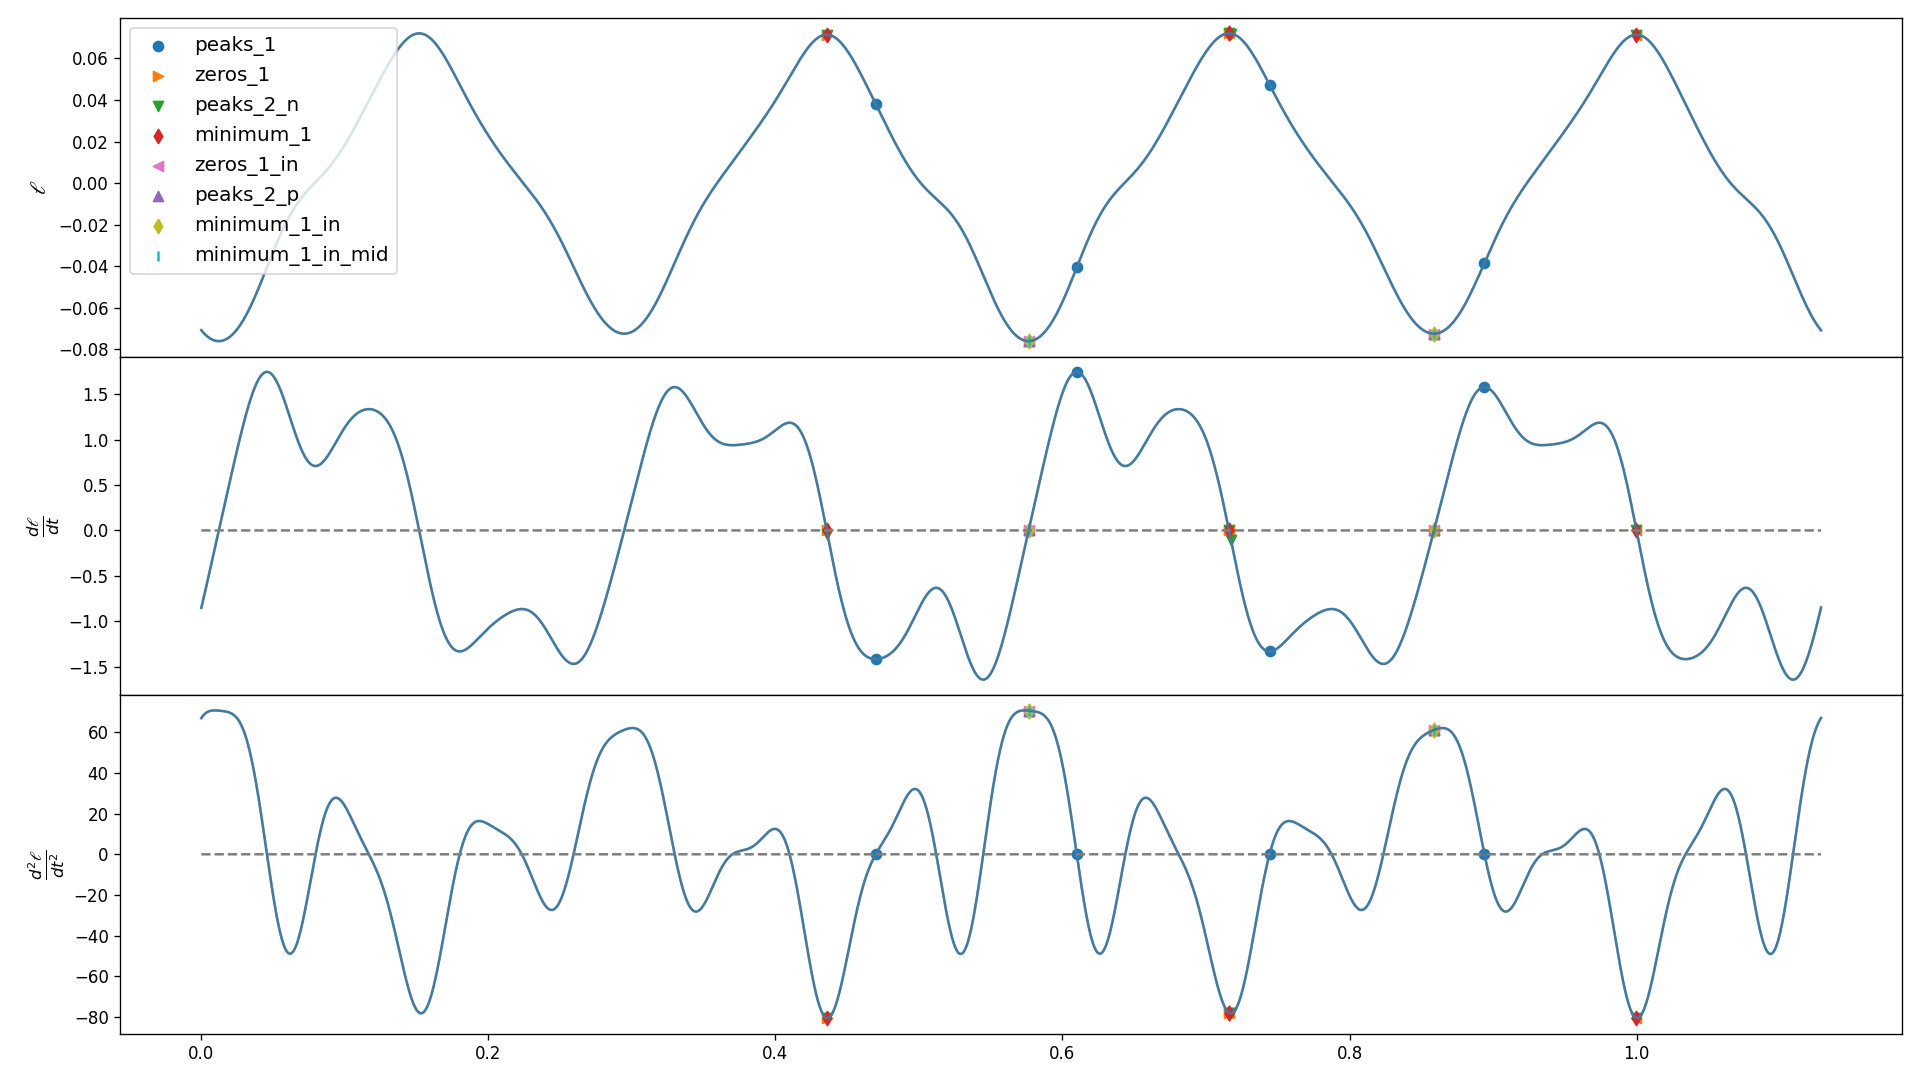 peaks_1
zeros_1
peaks_2_n
minimum_1
zeros_1_in
peaks_2_p
minimum_1_in
minimum_1_in_mid
0.06
0.04
0.02
0.00
−0.02
−0.04
−0.06
−0.08
ℓ
1.5
1.0
0.5
0.0
−0.5
−1.0
−1.5
dℓ
dt
60
40
20
0
−20
−40
−60
−80
d²ℓ
dt²
0.0 0.2 0.4 0.6 0.8 1.0